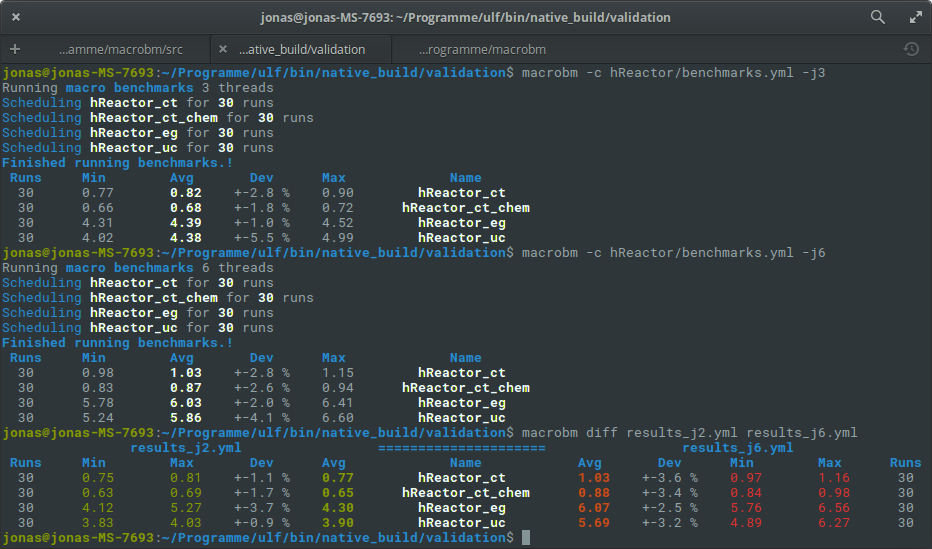 jonas@jonas-MS-7693: ~/Programme/ulf/bin/native_build/validation
...amme/macrobm/src ...ative_build/validation ...rogramme/macrobm
jonas@jonas-MS-7693:~/Programme/ulf/bin/native_build/validation$ macrobm -c hReactor/benchmarks.yml -j3
Running macro benchmarks 3 threads
Scheduling hReactor_ct for 30 runs
Scheduling hReactor_ct_chem for 30 runs
Scheduling hReactor_eg for 30 runs
Scheduling hReactor_uc for 30 runs
Finished running benchmarks.!
Runs Min Avg Dev Max Name
30 0.77 0.82 +-2.8 % 0.90 hReactor_ct
30 0.66 0.68 +-1.8 % 0.72 hReactor_ct_chem
30 4.31 4.39 +-1.0 % 4.52 hReactor_eg
30 4.02 4.38 +-5.5 % 4.99 hReactor_uc
jonas@jonas-MS-7693:~/Programme/ulf/bin/native_build/validation$ macrobm -c hReactor/benchmarks.yml -j6
Running macro benchmarks 6 threads
Scheduling hReactor_ct for 30 runs
Scheduling hReactor_ct_chem for 30 runs
Scheduling hReactor_eg for 30 runs
Scheduling hReactor_uc for 30 runs
Finished running benchmarks.!
Runs Min Avg Dev Max Name
30 0.98 1.03 +-2.8 % 1.15 hReactor_ct
30 0.83 0.87 +-2.6 % 0.94 hReactor_ct_chem
30 5.78 6.03 +-2.0 % 6.41 hReactor_eg
30 5.24 5.86 +-4.1 % 6.60 hReactor_uc
jonas@jonas-MS-7693:~/Programme/ulf/bin/native_build/validation$ macrobm diff results_j2.yml results_j6.yml
results_j2.yml ===================== results_j6.yml
Runs Min Max Dev Avg Name Avg Dev Min Max Runs
30 0.75 0.81 +-1.1 % 0.77 hReactor_ct 1.03 +-3.6 % 0.97 1.16 30
30 0.63 0.69 +-1.7 % 0.65 hReactor_ct_chem 0.88 +-3.4 % 0.84 0.98 30
30 4.12 5.27 +-3.7 % 4.30 hReactor_eg 6.07 +-2.5 % 5.76 6.56 30
30 3.83 4.03 +-0.9 % 3.90 hReactor_uc 5.69 +-3.2 % 4.89 6.27 30
jonas@jonas-MS-7693:~/Programme/ulf/bin/native_build/validation$